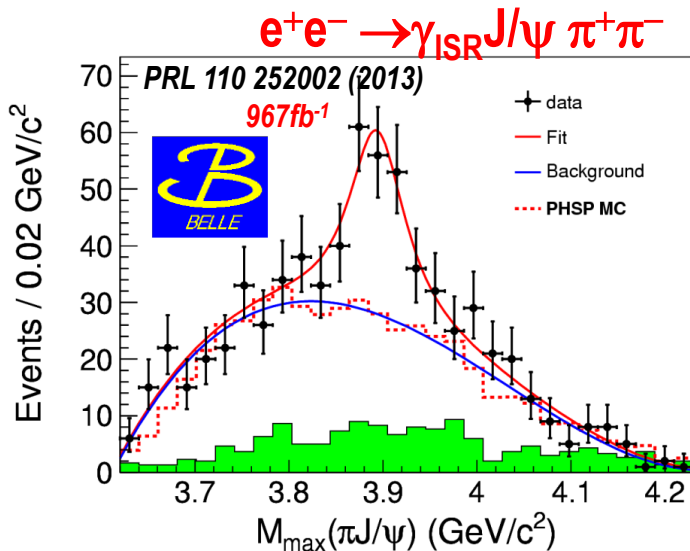 e⁺e⁻ →γISR J/ψ π⁺π⁻
PRL 110 252002 (2013)
967fb⁻¹
B
BELLE
data
Fit
Background
PHSP MC
Events / 0.02 GeV/c²
70
60
50
40
30
20
10
0
3.7 3.8 3.9 4 4.1 4.2
Mmax(πJ/ψ) (GeV/c²)